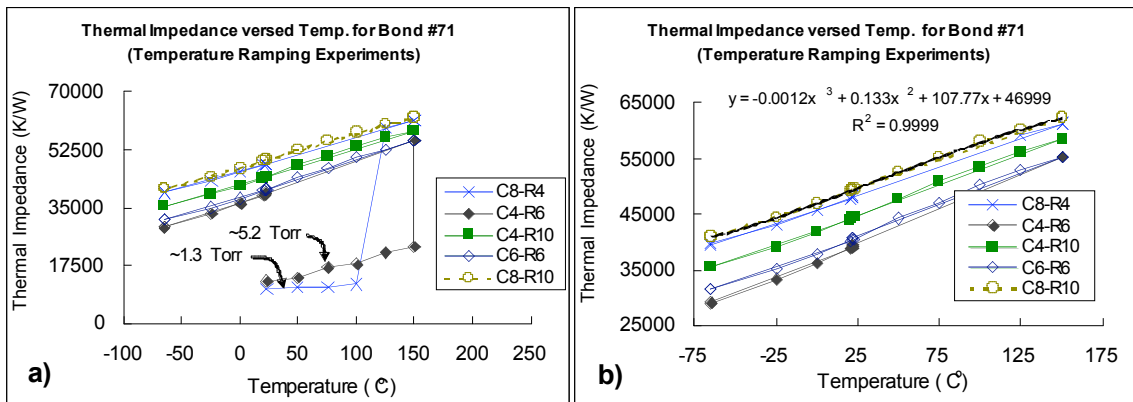 Thermal Impedance versed Temp. for Bond #71
(Temperature Ramping Experiments)
Thermal Impedance (K/W)
70000
52500
35000
17500
0
-100
-50
0
50
100
150
200
250
~5.2 Torr
~1.3 Torr
C8-R4
C4-R6
C4-R10
C6-R6
C8-R10
Temperature ( C° )
a)
Thermal Impedance versed Temp. for Bond #71
(Temperature Ramping Experiments)
y = -0.0012x 3 + 0.133x 2 + 107.77x + 46999
R2 = 0.9999
Thermal Impedance (K/W)
65000
55000
45000
35000
25000
-75
-25
25
75
125
175
C8-R4
C4-R6
C4-R10
C6-R6
C8-R10
Temperature ( C° )
b)